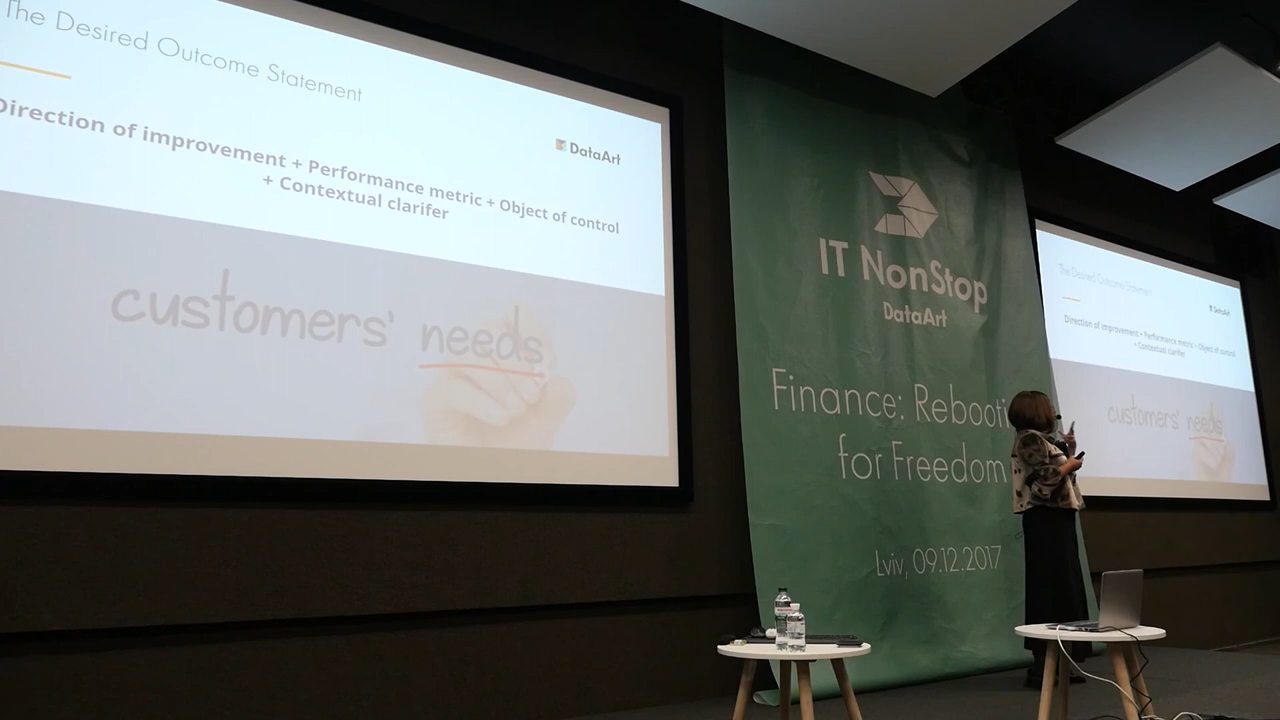 The Desired Outcome Statement
DataArt
Direction of improvement + Performance metric + Object of control
+ Contextual clarifer
customers' needs
IT NonStop
DataArt
Finance: Rebooti
for Freedom
Lviv, 09.12.2017
The Desired Outcome Statement
DataArt
Direction of improvement + Performance metric + Object of control
+ Contextual clarifer
customers' needs